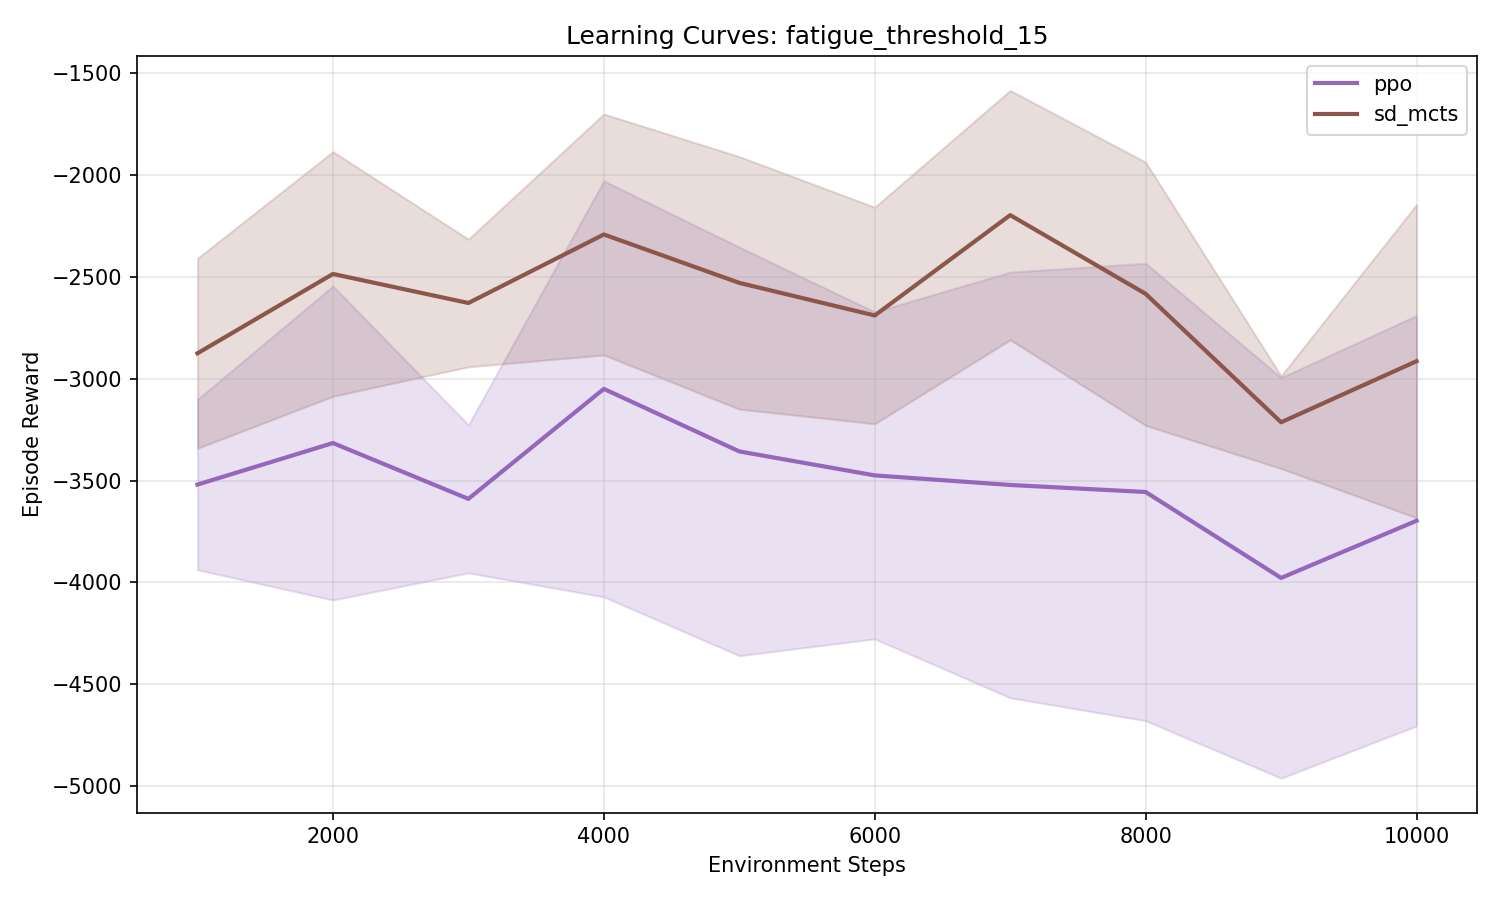 Learning Curves: fatigue_threshold_15
ppo
sd_mcts
Episode Reward
−1500
−2000
−2500
−3000
−3500
−4000
−4500
−5000
2000
4000
6000
8000
10000
Environment Steps